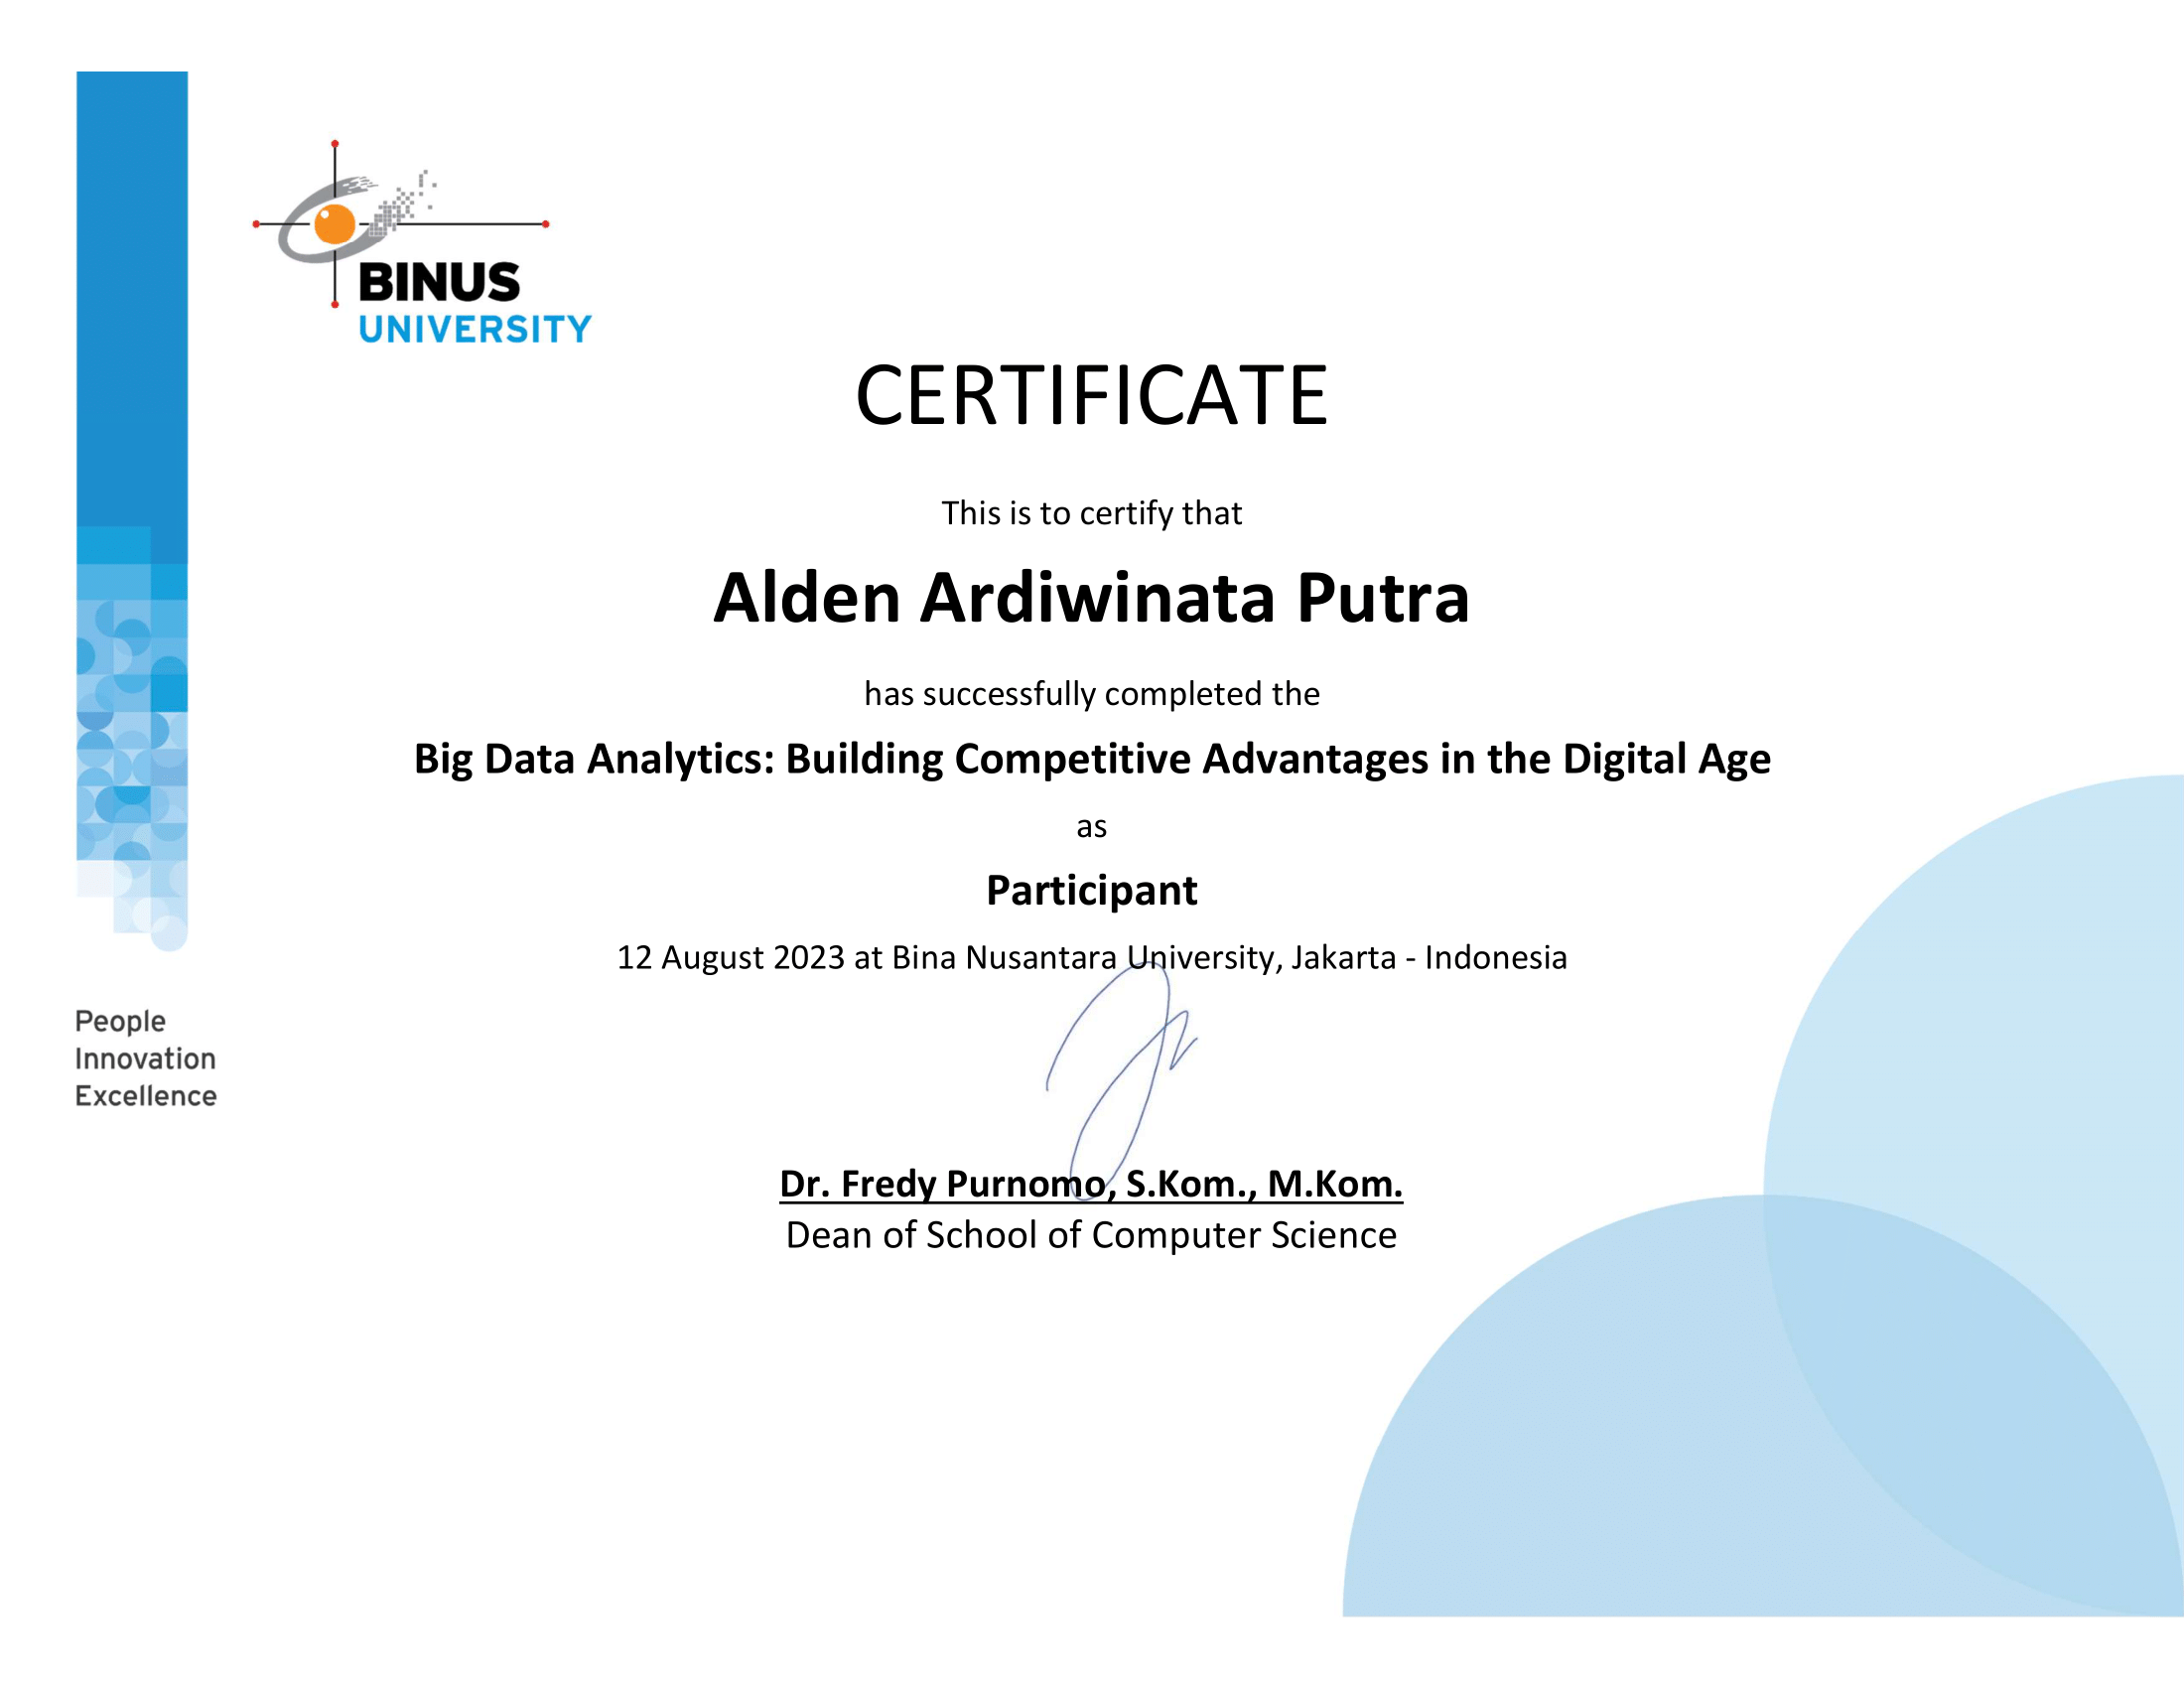 BINUS
UNIVERSITY
CERTIFICATE
This is to certify that
Alden Ardiwinata Putra
has successfully completed the
Big Data Analytics: Building Competitive Advantages in the Digital Age
as
Participant
12 August 2023 at Bina Nusantara University, Jakarta - Indonesia
People
Innovation
Excellence
Dr. Fredy Purnomo, S.Kom., M.Kom.
Dean of School of Computer Science